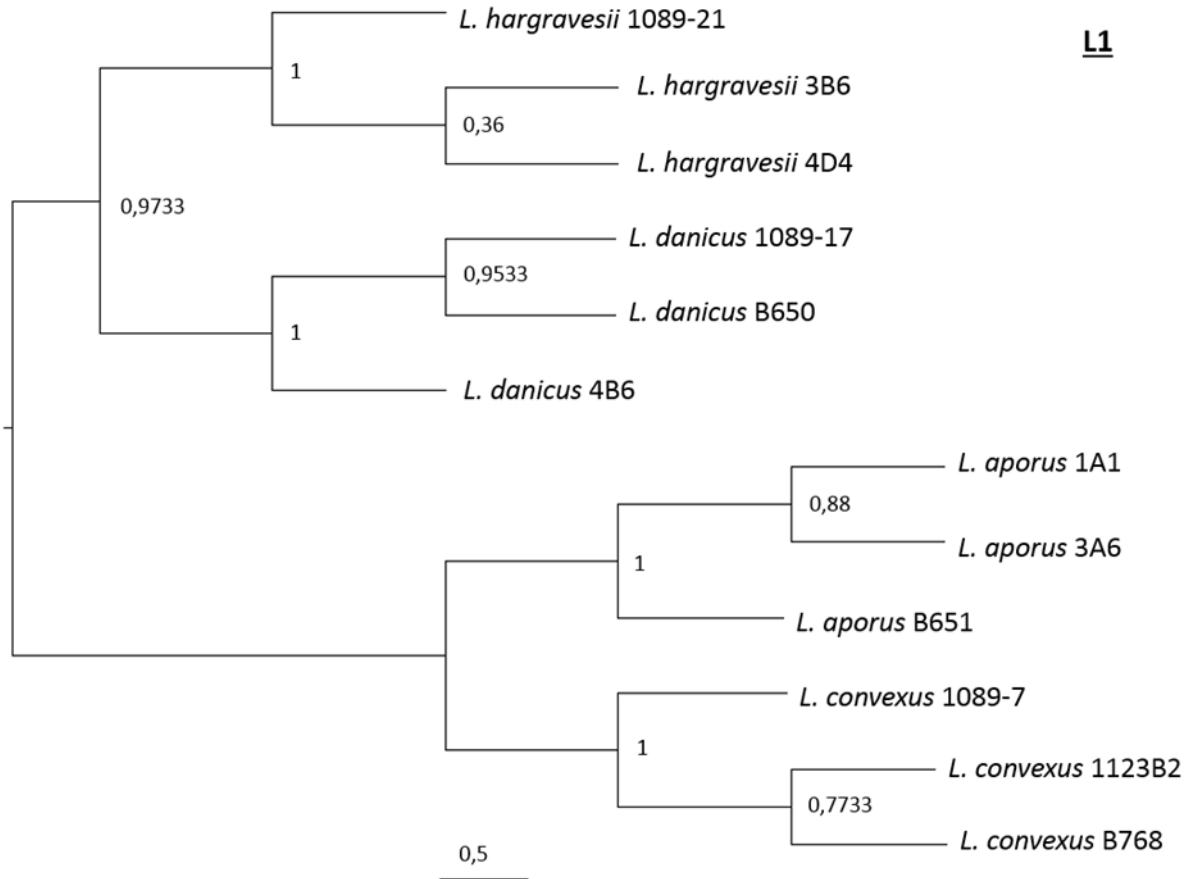 L. hargravesii 1089-21
L1
1
L. hargravesii 3B6
0,36
L. hargravesii 4D4
0,9733
L. danicus 1089-17
0,9533
L. danicus B650
1
L. danicus 4B6
L. aporus 1A1
0,88
L. aporus 3A6
1
L. aporus B651
L. convexus 1089-7
1
L. convexus 1123B2
0,7733
L. convexus B768
0,5